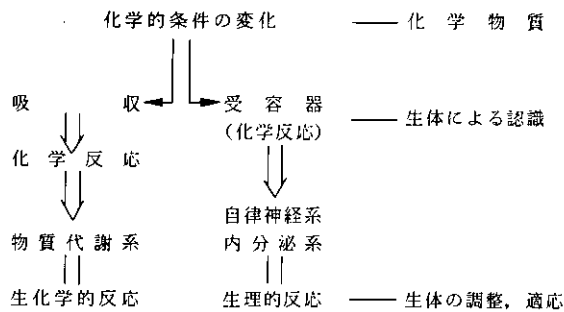 化学的条件の変化 — 化学物質
吸収 受容器
(化学反応) — 生体による認識
化学反応
自律神経系
物質代謝系 内分泌系
生化学的反応 生理的反応 — 生体の調整，適応